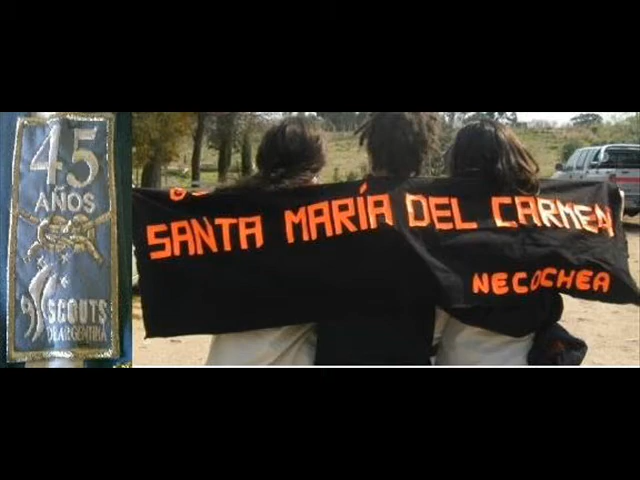 45
AÑOS
SCOUTS
DE ARGENTINA
SANTA MARÍA DEL CARMEN
NECOCHEA